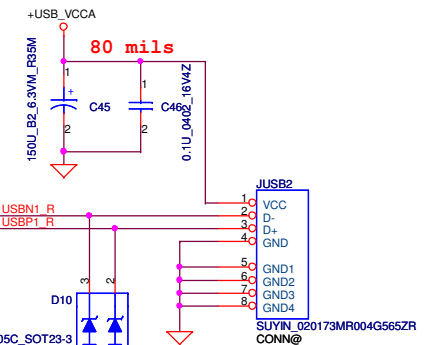 +USB_VCCA
80 mils
1
1
150U_B2_6.3VM_R35M
+
C45
C46
0.1U_0402_16V4Z
2
2
JUSB2
1
VCC
USBN1_R
2
D-
USBP1_R
3
D+
4
GND
5
GND1
6
GND2
7
GND3
8
GND4
3
2
D10
SUYIN_020173MR004G565ZR
05C_SOT23-3
CONN@